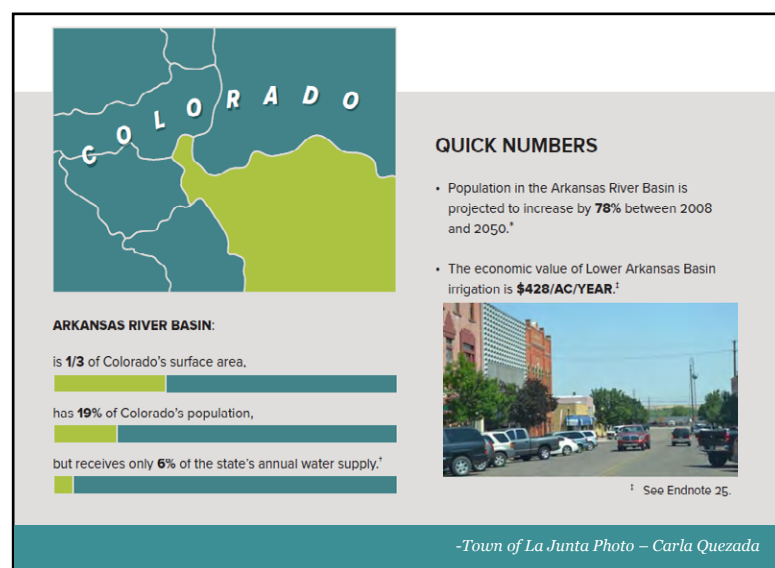 COLORADO
QUICK NUMBERS
• Population in the Arkansas River Basin is
projected to increase by 78% between 2008
and 2050.*
• The economic value of Lower Arkansas Basin
irrigation is $428/AC/YEAR.‡
ARKANSAS RIVER BASIN:
is 1/3 of Colorado's surface area,
has 19% of Colorado's population,
but receives only 6% of the state's annual water supply.†
‡ See Endnote 25.
-Town of La Junta Photo – Carla Quezada